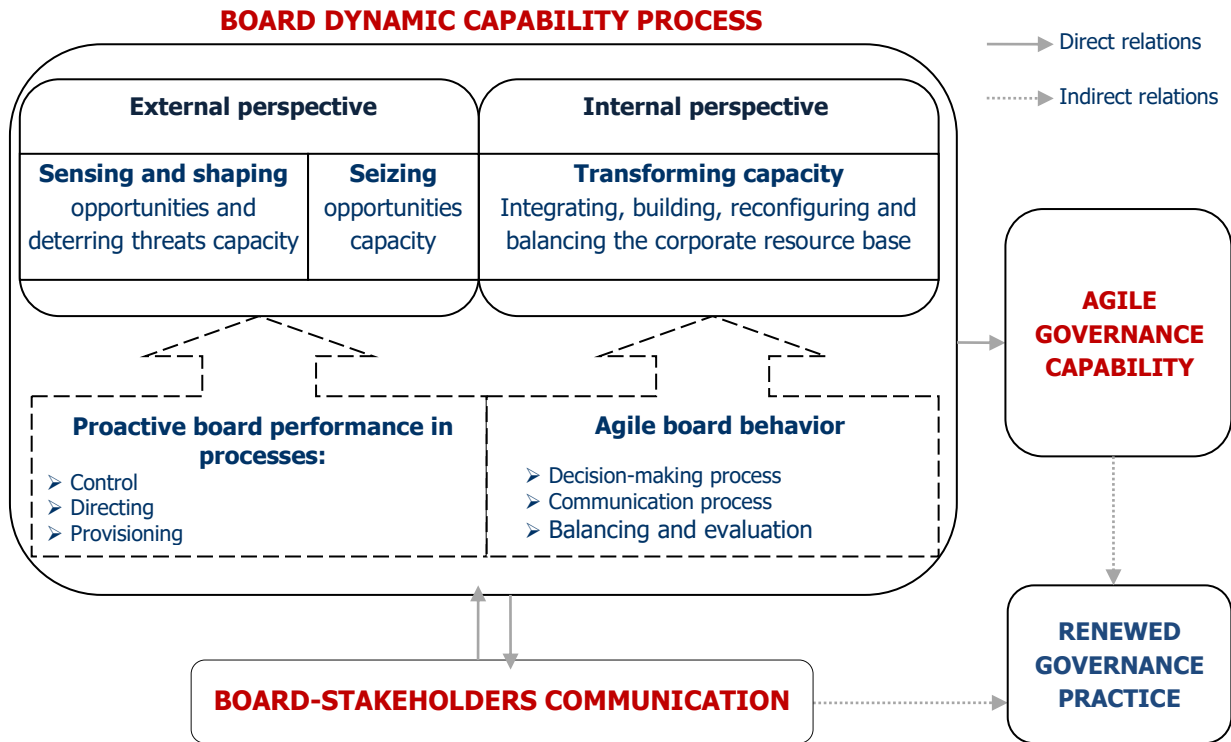 BOARD DYNAMIC CAPABILITY PROCESS
Direct relations
Indirect relations
External perspective
Internal perspective
Sensing and shaping
opportunities and
deterring threats capacity
Seizing
opportunities
capacity
Transforming capacity
Integrating, building, reconfiguring and
balancing the corporate resource base
AGILE
GOVERNANCE
CAPABILITY
Proactive board performance in
processes:
➢ Control
➢ Directing
➢ Provisioning
Agile board behavior
➢ Decision-making process
➢ Communication process
➢ Balancing and evaluation
BOARD-STAKEHOLDERS COMMUNICATION
RENEWED
GOVERNANCE
PRACTICE